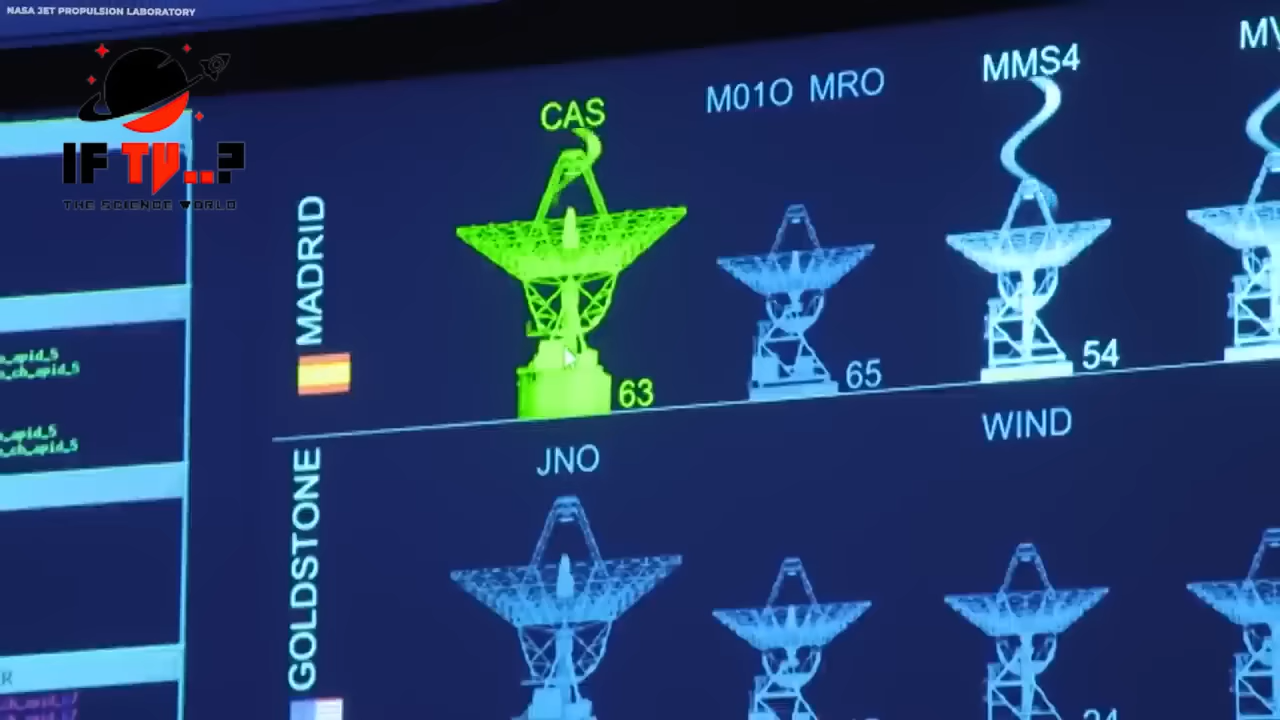 NASA JET PROPULSION LABORATORY
IF TV..?
THE SCIENCE WORLD
MADRID
CAS
63
M01O MRO
65
MMS4
54
GOLDSTONE
JNO
WIND